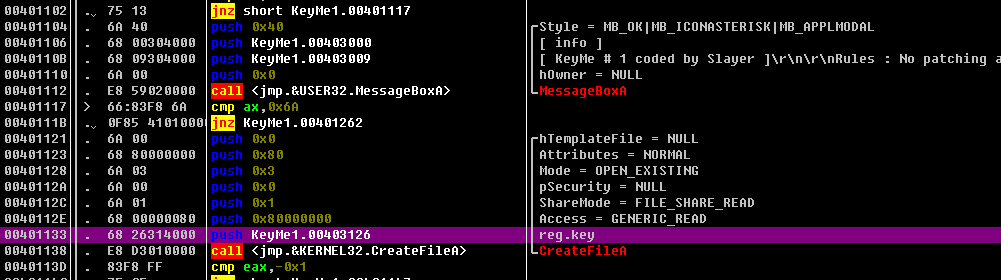 00401102 . 75 13 jnz short KeyMe1.00401117
00401104 . 6A 40 push 0x40 Style = MB_OK|MB_ICONASTERISK|MB_APPLMODAL
00401106 . 68 00304000 push KeyMe1.00403000 [ info ]
0040110B . 68 09304000 push KeyMe1.00403009 [ KeyMe # 1 coded by Slayer ]\r\n\r\nRules : No patching a
00401110 . 6A 00 push 0x0 hOwner = NULL
00401112 . E8 59020000 call <jmp.&USER32.MessageBoxA> MessageBoxA
00401117 > 66:83F8 6A cmp ax,0x6A
0040111B . 0F85 41010000 jnz KeyMe1.00401262
00401121 . 6A 00 push 0x0 hTemplateFile = NULL
00401123 . 68 80000000 push 0x80 Attributes = NORMAL
00401128 . 6A 03 push 0x3 Mode = OPEN_EXISTING
0040112A . 6A 00 push 0x0 pSecurity = NULL
0040112C . 6A 01 push 0x1 ShareMode = FILE_SHARE_READ
0040112E . 68 00000080 push 0x80000000 Access = GENERIC_READ
00401133 . 68 26314000 push KeyMe1.00403126 reg.key
00401138 . E8 D3010000 call <jmp.&KERNEL32.CreateFileA> CreateFileA
0040113D . 83F8 FF cmp eax,-0x1